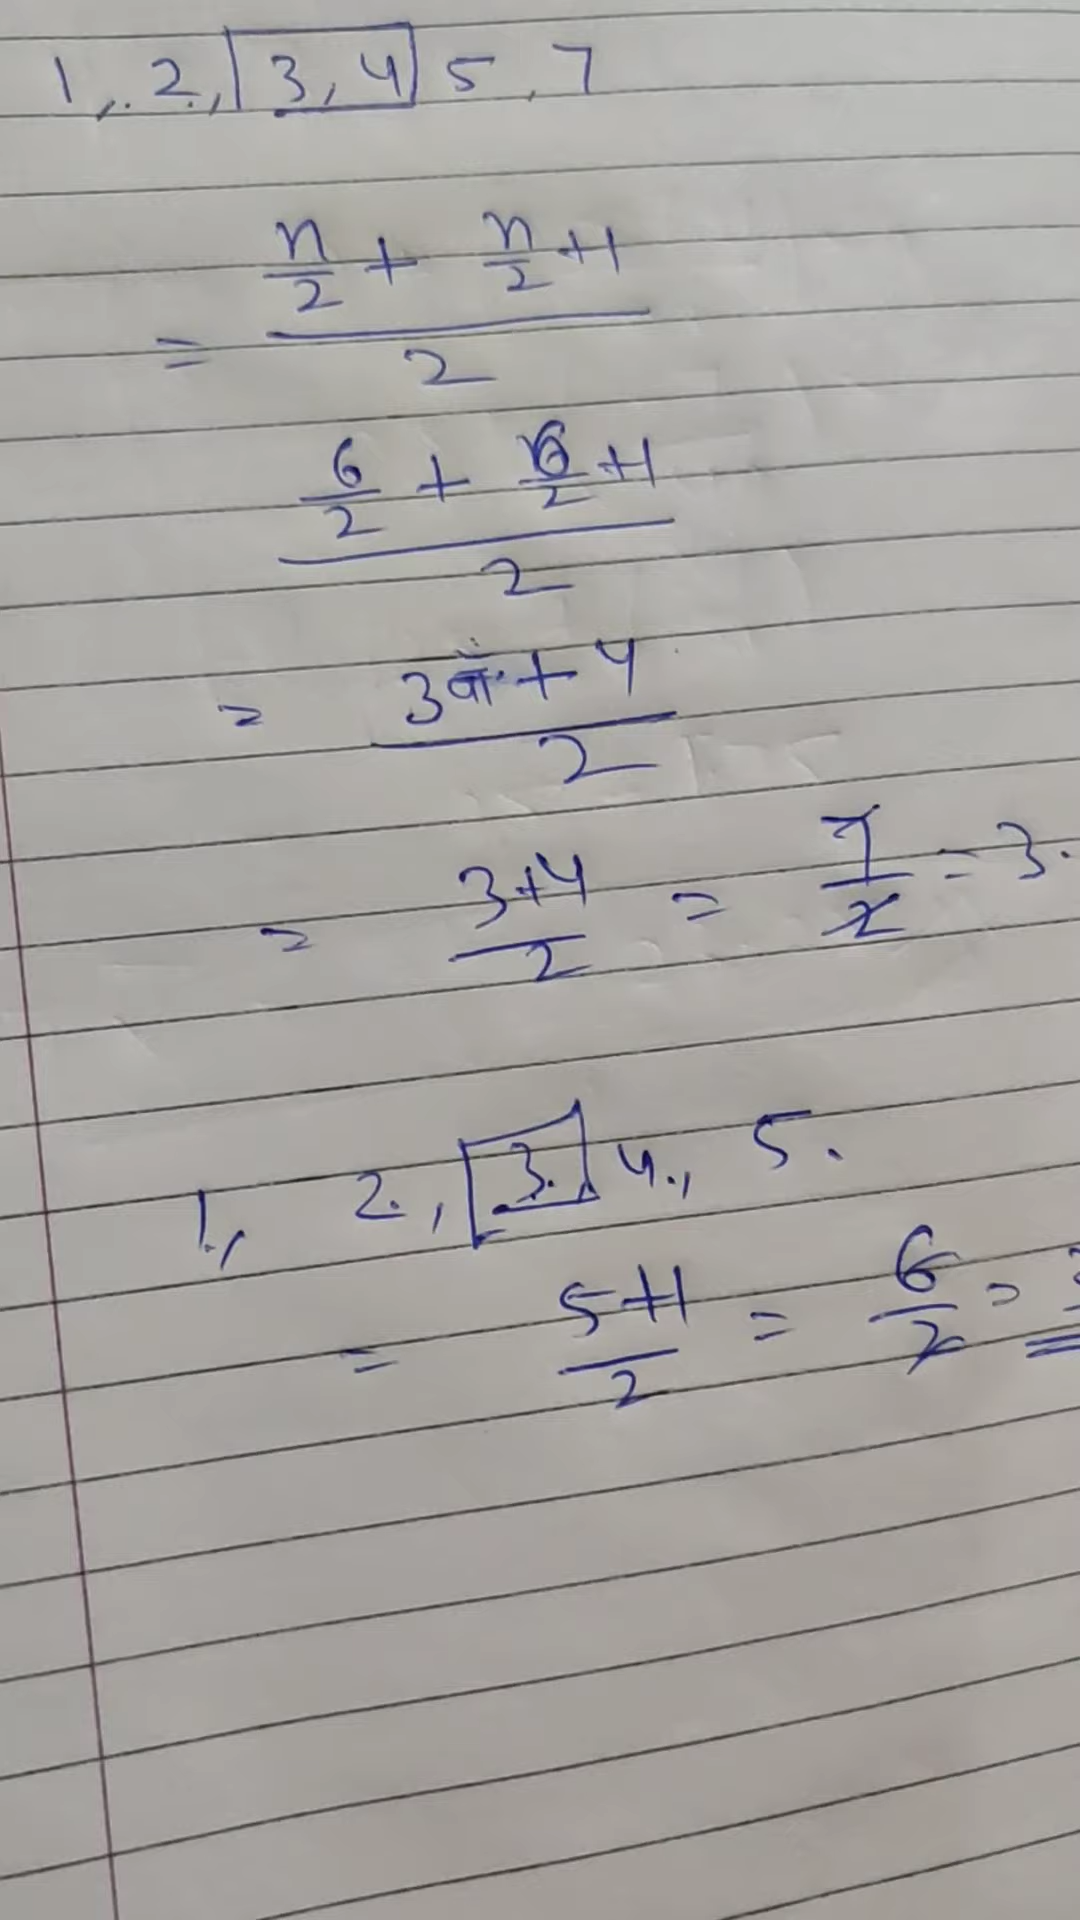 1, 2, 3, 4 5, 7
= (n/2 + n/2 + 1) / 2
(6/2 + 6/2 + 1) / 2
= (3 वा + 4) / 2
= (3+4) / 2 = 7/2 = 3.
1, 2, 3. 4, 5.
= (5+1) / 2 = 6/2 =